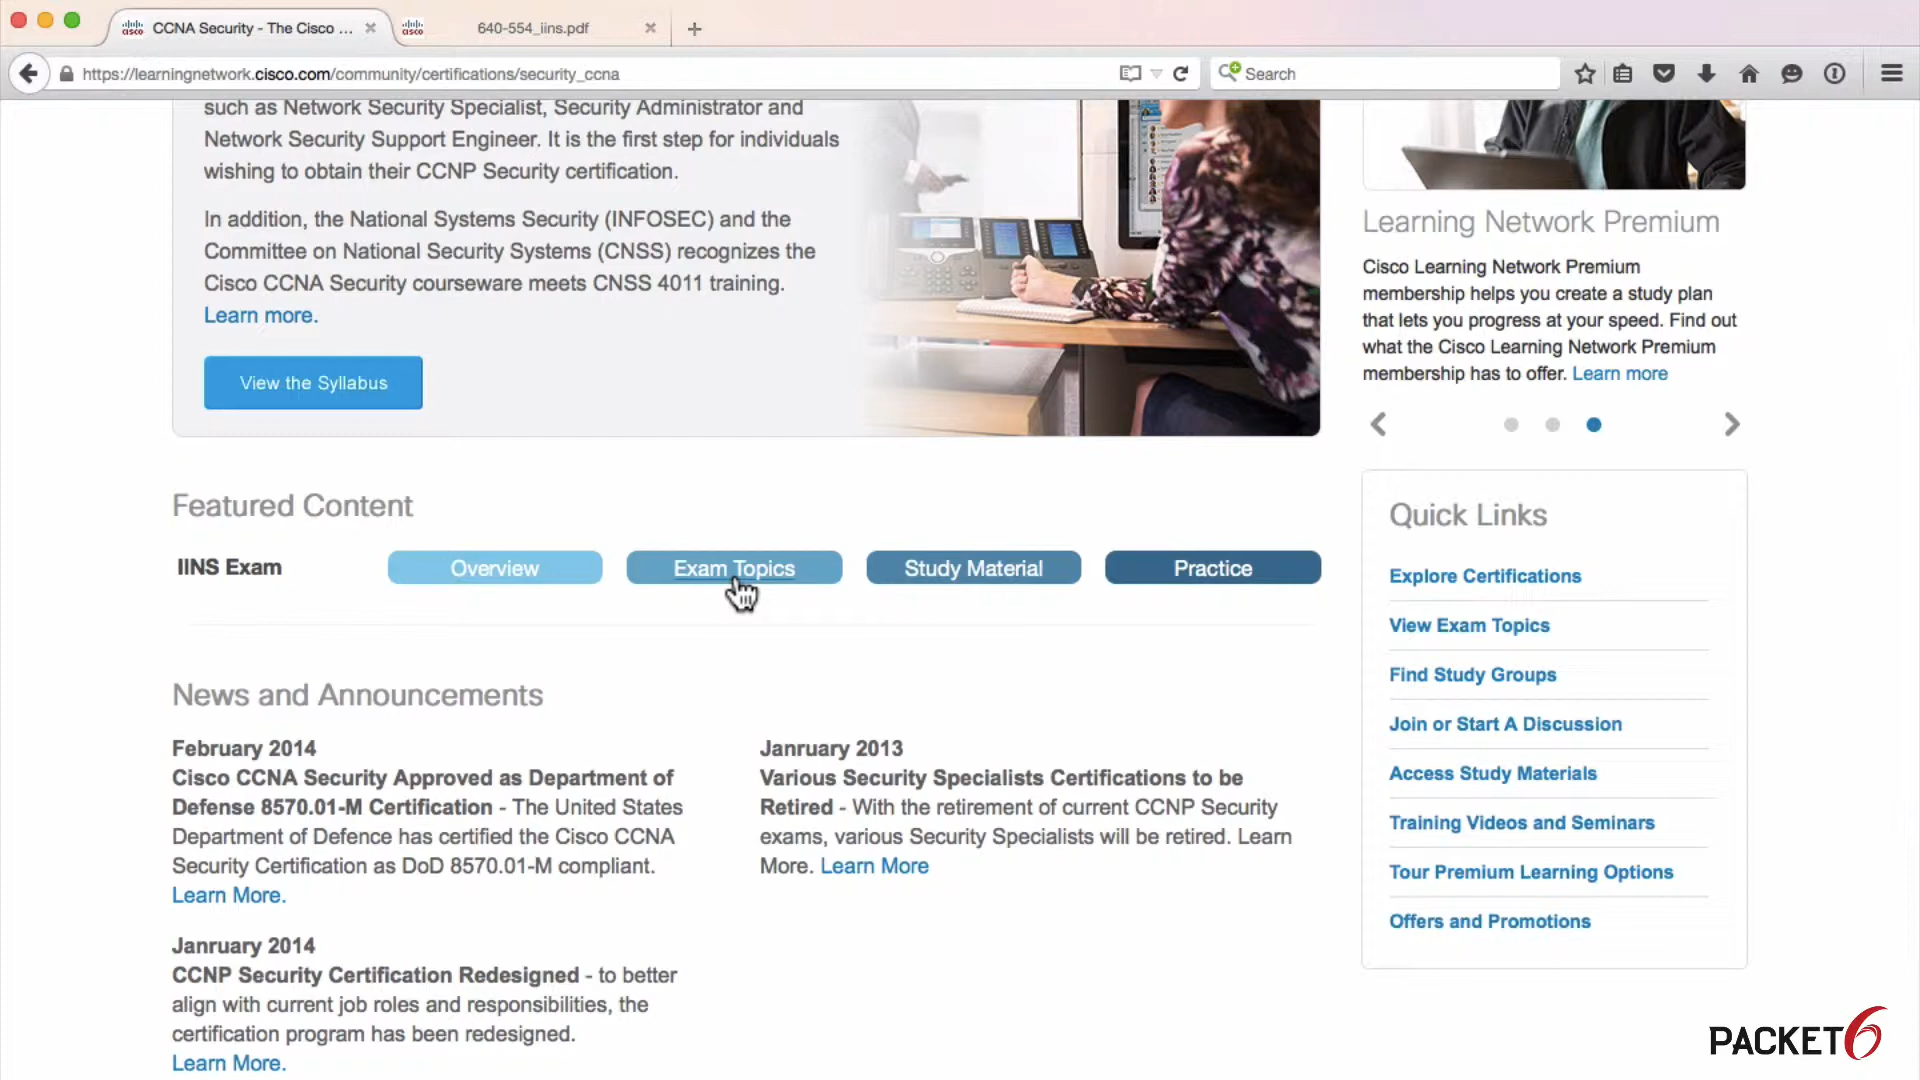 CCNA Security - The Cisco ...
640-554_iins.pdf
https://learningnetwork.cisco.com/community/certifications/security_ccna
Search
such as Network Security Specialist, Security Administrator and
Network Security Support Engineer. It is the first step for individuals
wishing to obtain their CCNP Security certification.
In addition, the National Systems Security (INFOSEC) and the
Committee on National Security Systems (CNSS) recognizes the
Cisco CCNA Security courseware meets CNSS 4011 training.
Learn more.
View the Syllabus
Learning Network Premium
Cisco Learning Network Premium
membership helps you create a study plan
that lets you progress at your speed. Find out
what the Cisco Learning Network Premium
membership has to offer. Learn more
Featured Content
IINS Exam
Overview
Exam Topics
Study Material
Practice
Quick Links
Explore Certifications
View Exam Topics
Find Study Groups
Join or Start A Discussion
Access Study Materials
Training Videos and Seminars
Tour Premium Learning Options
Offers and Promotions
News and Announcements
February 2014
Cisco CCNA Security Approved as Department of
Defense 8570.01-M Certification - The United States
Department of Defence has certified the Cisco CCNA
Security Certification as DoD 8570.01-M compliant.
Learn More.
Janruary 2014
CCNP Security Certification Redesigned - to better
align with current job roles and responsibilities, the
certification program has been redesigned.
Learn More.
Janruary 2013
Various Security Specialists Certifications to be
Retired - With the retirement of current CCNP Security
exams, various Security Specialists will be retired. Learn
More. Learn More
PACKET6